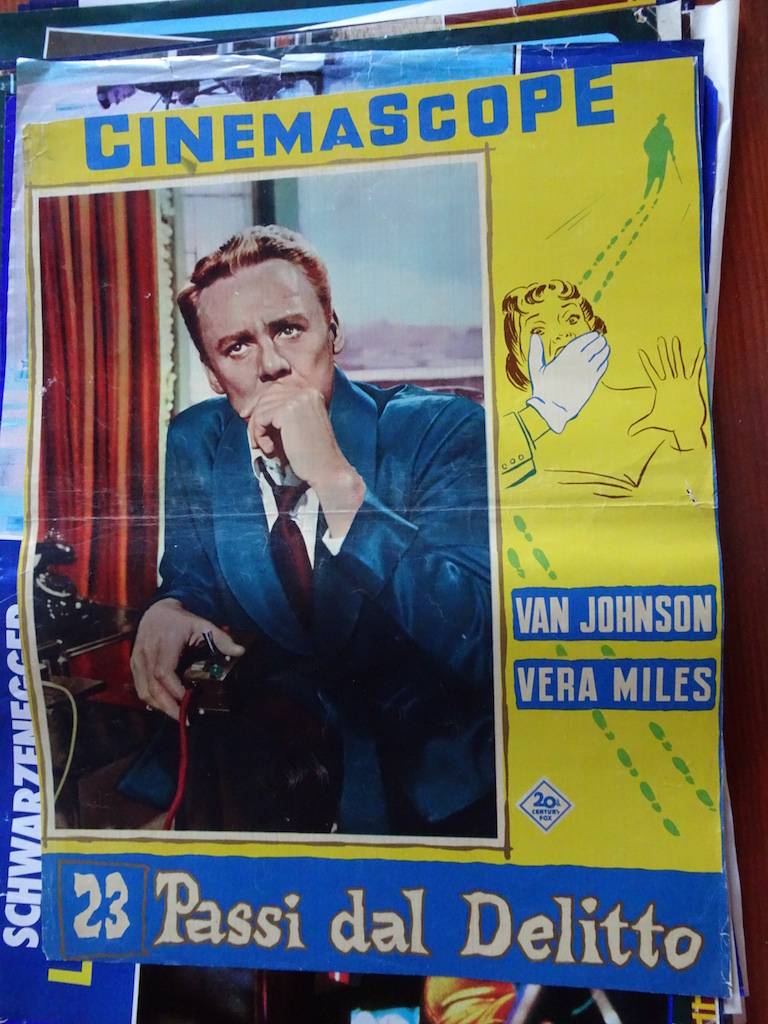 CINEMASCOPE
VAN JOHNSON
VERA MILES
20th
CENTURY
FOX
23 Passi dal Delitto
SCHWARZENEGGER
L